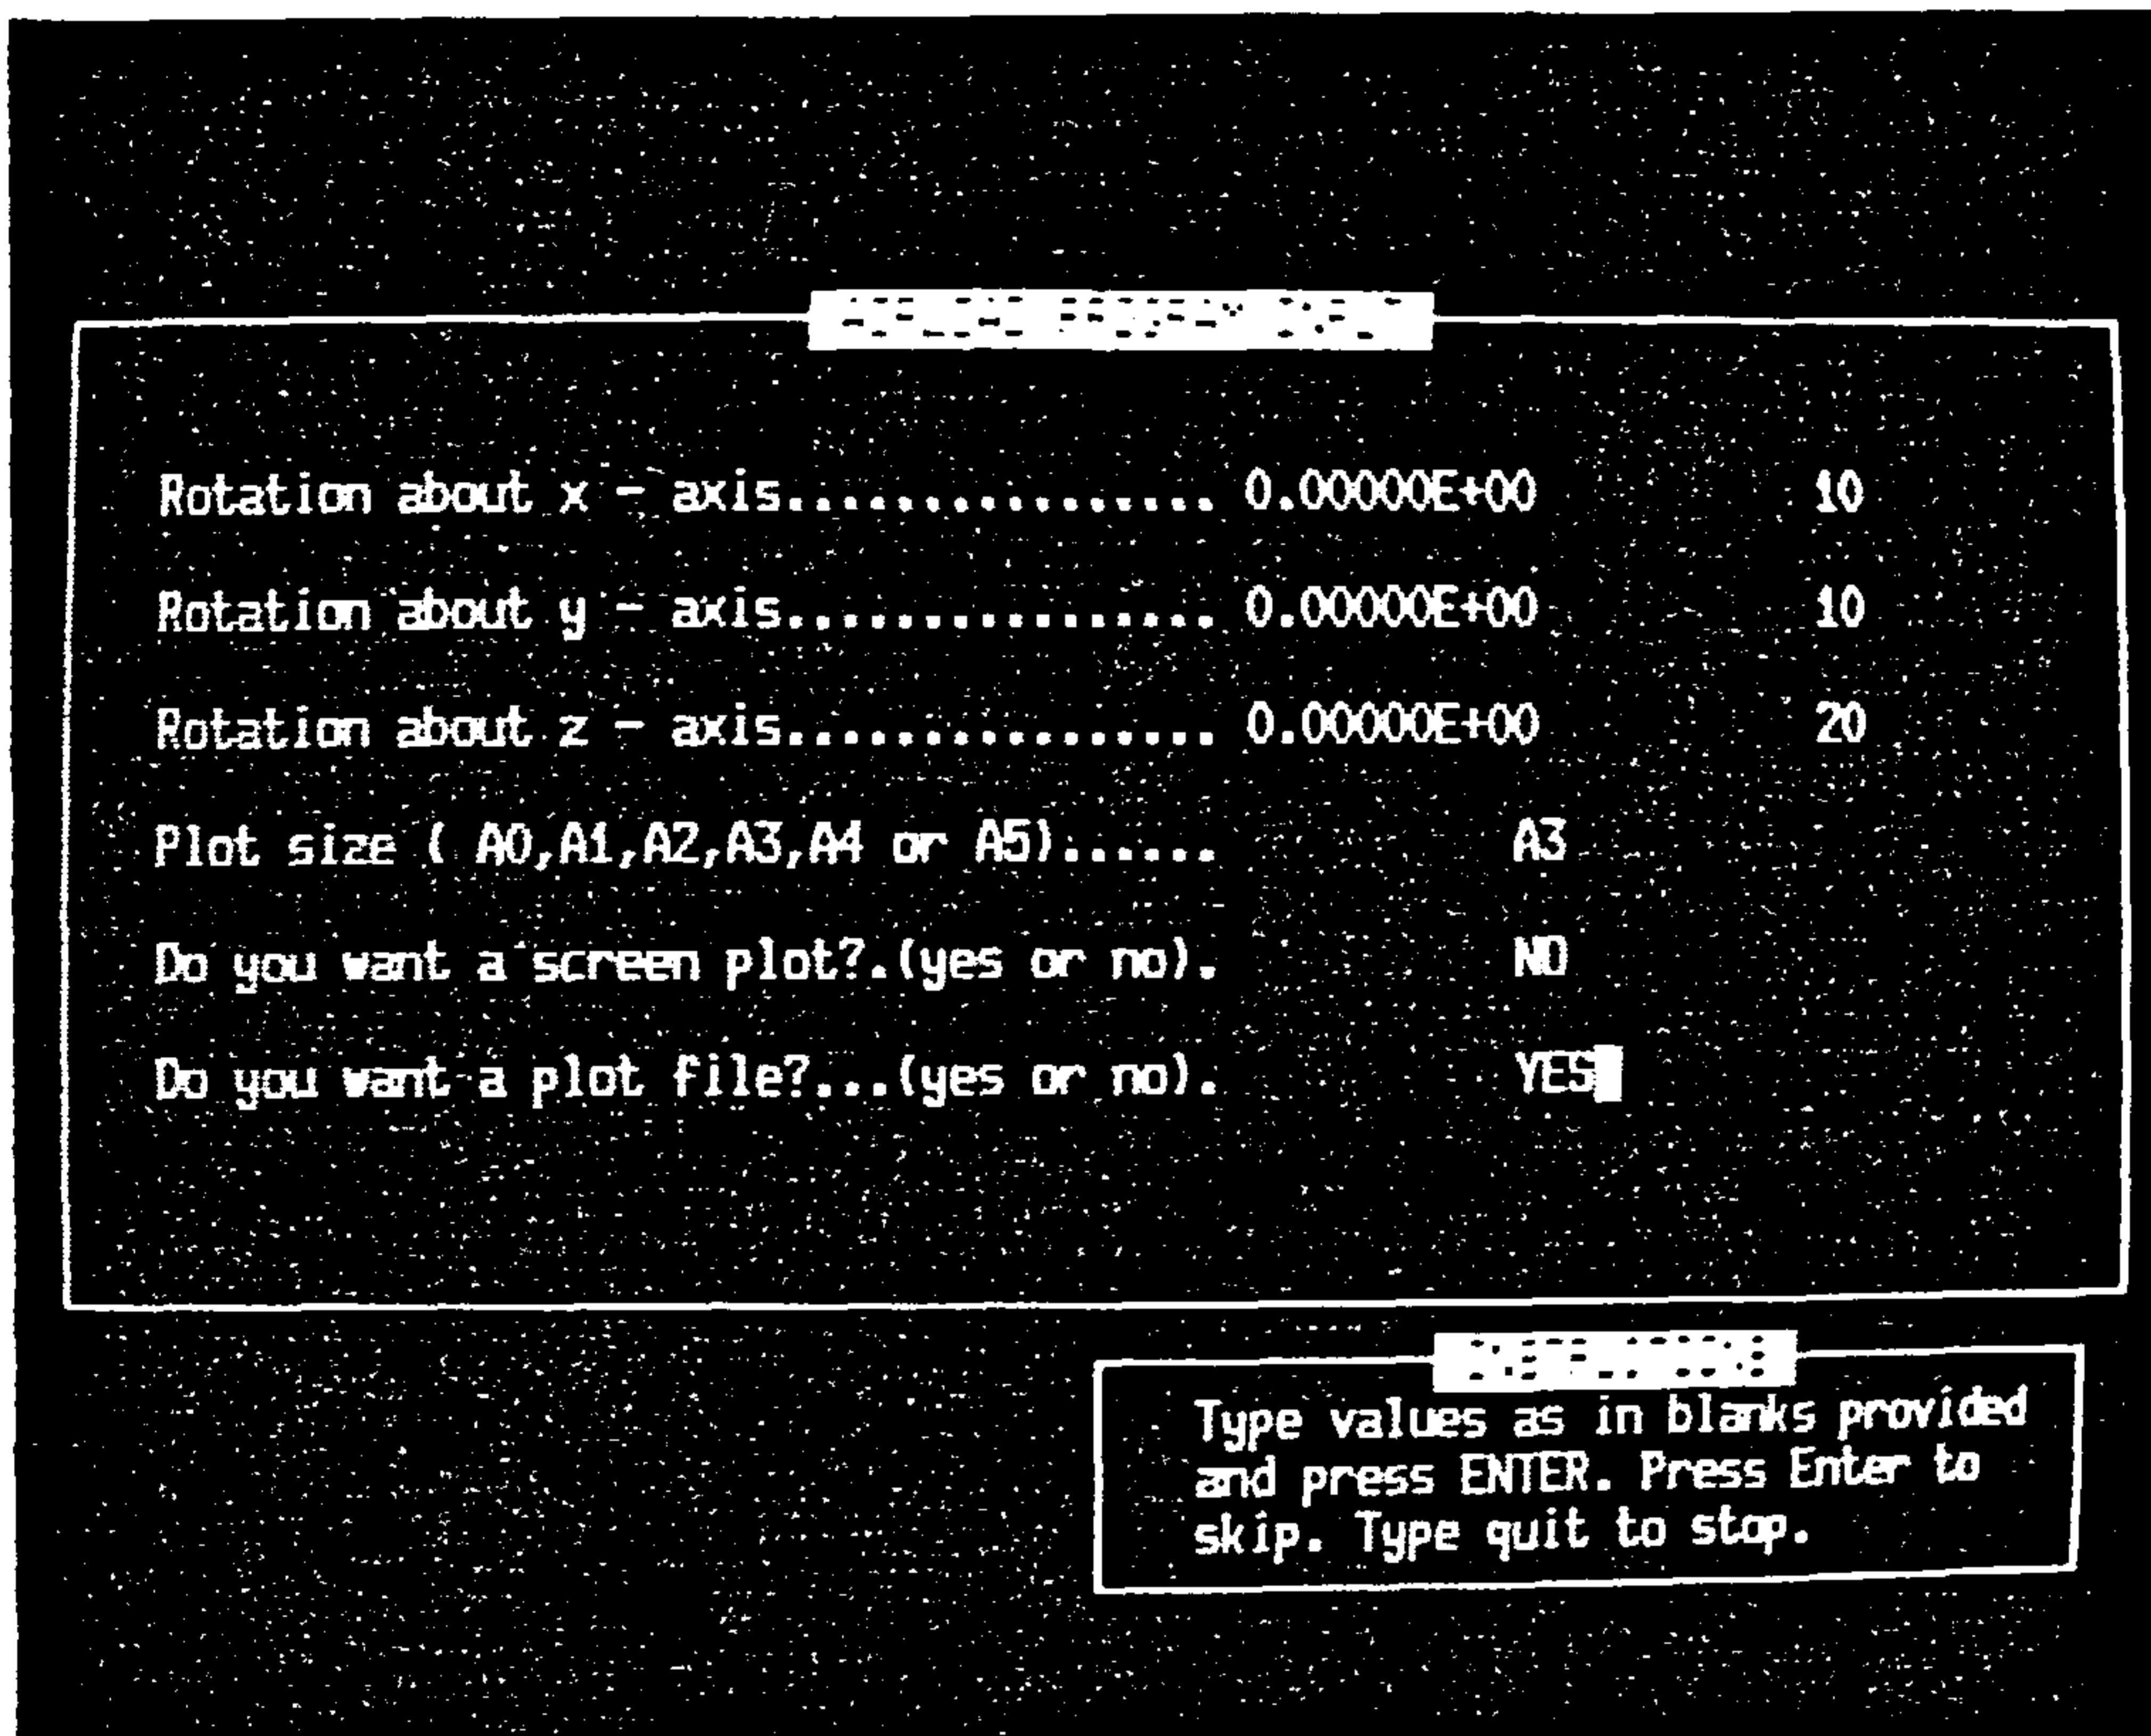 Rotation about x - axis................ 0.00000E+00 10
Rotation about y - axis................ 0.00000E+00 10
Rotation about z - axis................ 0.00000E+00 20
Plot size ( A0,A1,A2,A3,A4 or A5)...... A3
Do you want a screen plot?.(yes or no). NO
Do you want a plot file?...(yes or no). YES
Type values as in blanks provided
and press ENTER. Press Enter to
skip. Type quit to stop.